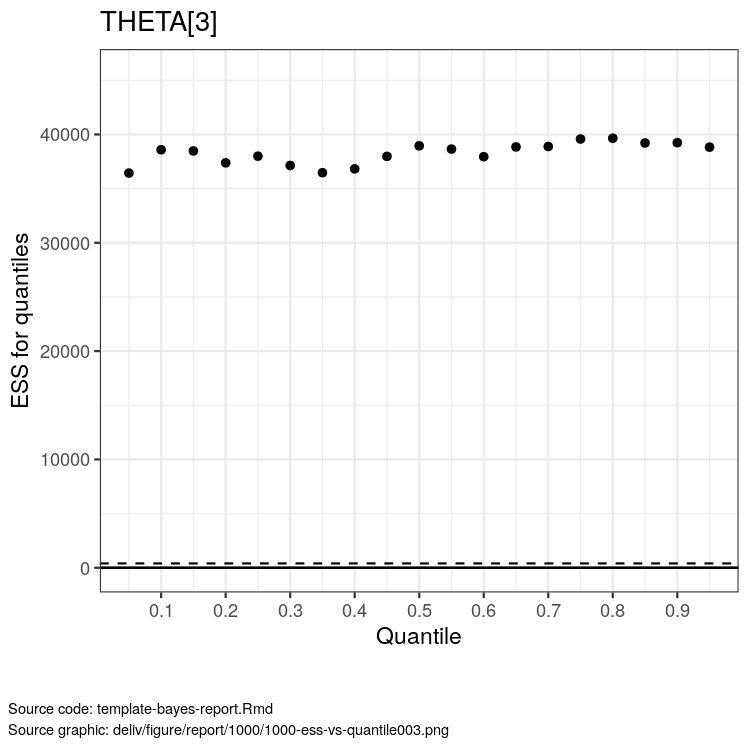 THETA[3]
ESS for quantiles
40000
30000
20000
10000
0
0.1 0.2 0.3 0.4 0.5 0.6 0.7 0.8 0.9
Quantile
Source code: template-bayes-report.Rmd
Source graphic: deliv/figure/report/1000/1000-ess-vs-quantile003.png